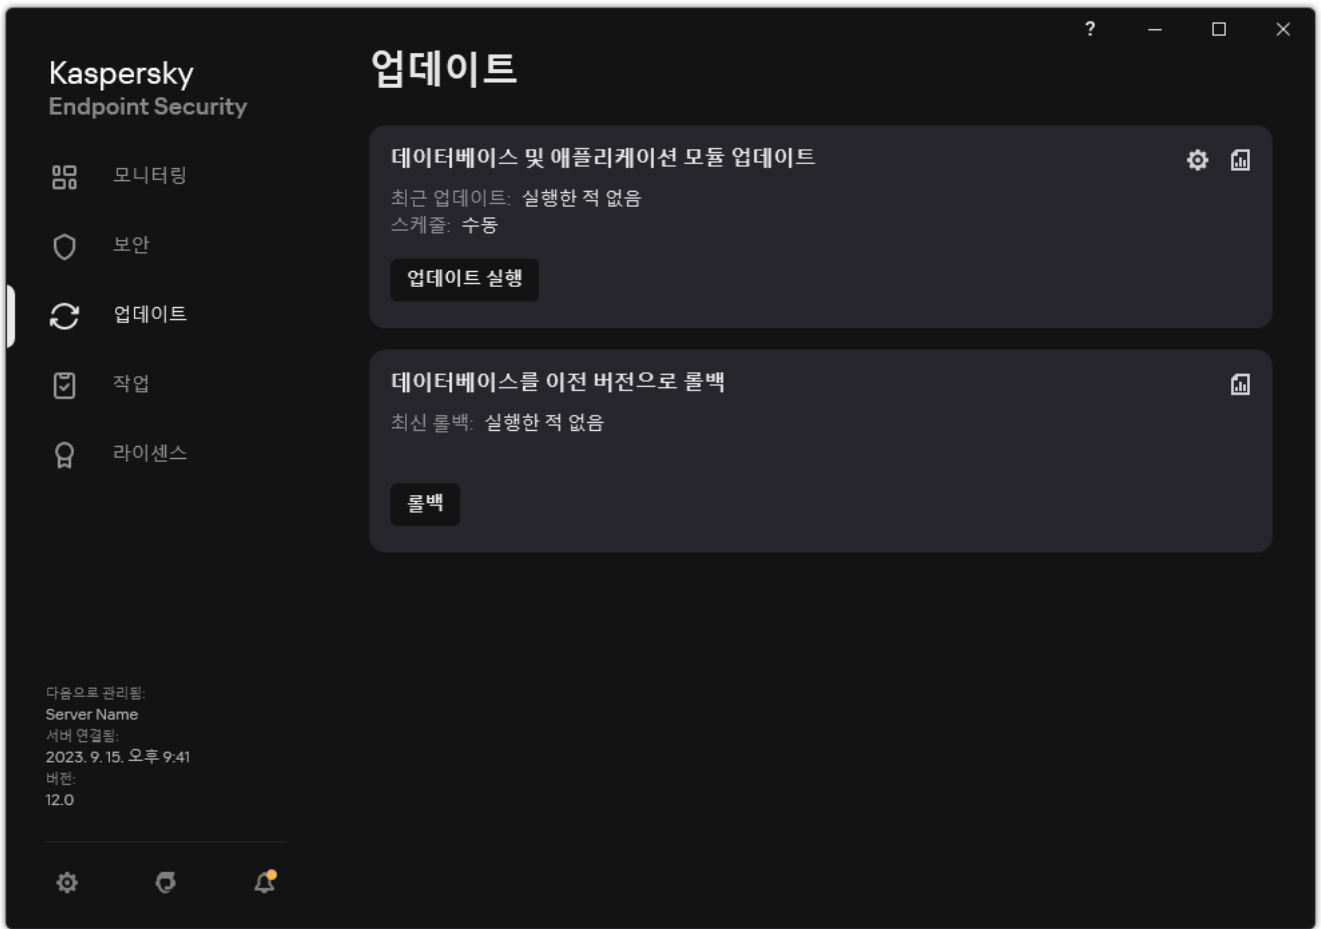 ?
Kaspersky
Endpoint Security
모니터링
보안
업데이트
작업
라이센스
다음으로 관리됨:
Server Name
서버 연결됨:
2023. 9. 15. 오후 9:41
버전:
12.0
업데이트
데이터베이스 및 애플리케이션 모듈 업데이트
최근 업데이트: 실행한 적 없음
스케줄: 수동
업데이트 실행
데이터베이스를 이전 버전으로 롤백
최신 롤백: 실행한 적 없음
롤백